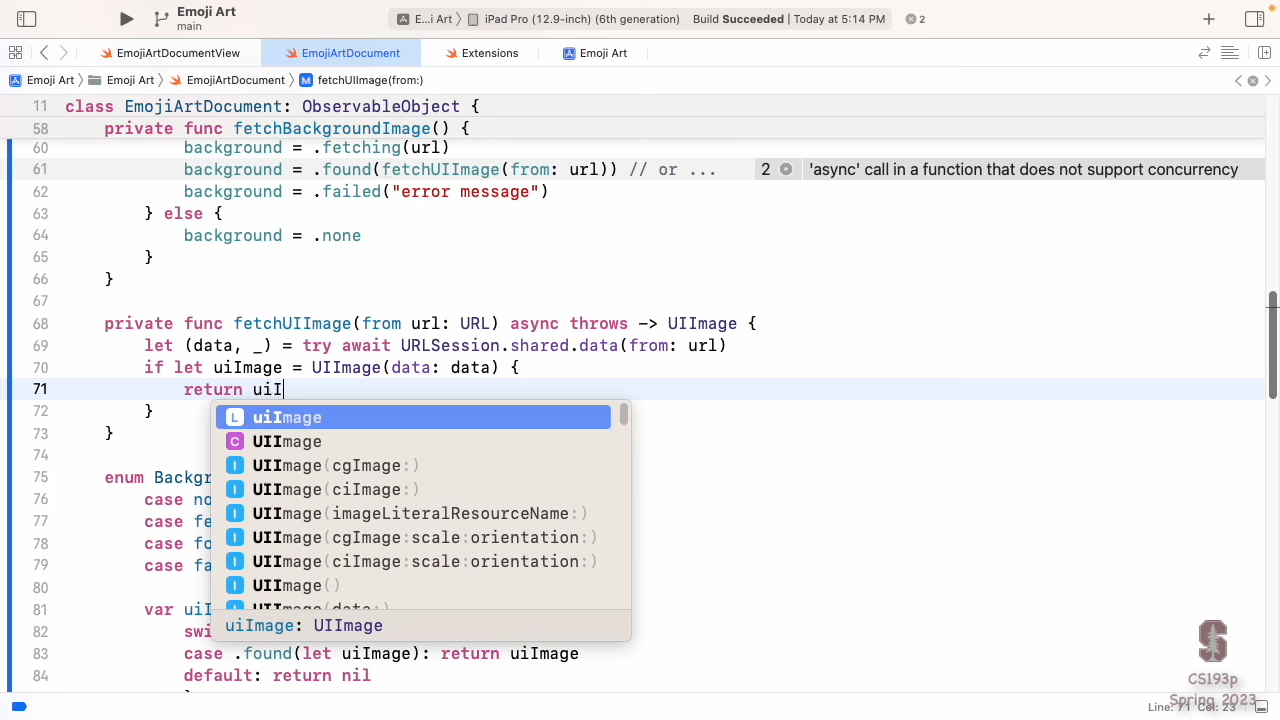 Emoji Art
main
E...i Art 〉 iPad Pro (12.9-inch) (6th generation) Build Succeeded | Today at 5:14 PM 2
EmojiArtDocumentView EmojiArtDocument Extensions Emoji Art
Emoji Art 〉 Emoji Art 〉 EmojiArtDocument 〉 M fetchUIImage(from:)
11 class EmojiArtDocument: ObservableObject {
58 private func fetchBackgroundImage() {
60 background = .fetching(url)
61 background = .found(fetchUIImage(from: url)) // or ... 2 'async' call in a function that does not support concurrency
62 background = .failed("error message")
63 } else {
64 background = .none
65 }
66 }
67
68 private func fetchUIImage(from url: URL) async throws -> UIImage {
69 let (data, _) = try await URLSession.shared.data(from: url)
70 if let uiImage = UIImage(data: data) {
71 return uiI
72 }
73 }
74
75 enum Backgr
76 case no
77 case fe
78 case fo
79 case fa
80
81 var uiI
82 swi
83 case .found(let uiImage): return uiImage
84 default: return nil
L uiImage
C UIImage
I UIImage(cgImage:)
I UIImage(ciImage:)
I UIImage(imageLiteralResourceName:)
I UIImage(cgImage:scale:orientation:)
I UIImage(ciImage:scale:orientation:)
I UIImage()
I UIImage(data:)
uiImage: UIImage
S
CS193p
Spring 2023
Line: 71 Col: 23